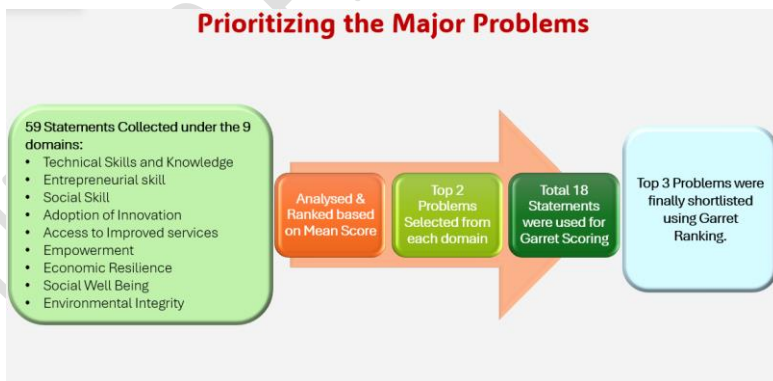 Prioritizing the Major Problems
59 Statements Collected under the 9
domains:
• Technical Skills and Knowledge
• Entrepreneurial skill
• Social Skill
• Adoption of Innovation
• Access to Improved services
• Empowerment
• Economic Resilience
• Social Well Being
• Environmental Integrity
Analysed &
Ranked based
on Mean Score
Top 2
Problems
Selected from
each domain
Total 18
Statements
were used for
Garret Scoring
Top 3 Problems were
finally shortlisted
using Garret
Ranking.